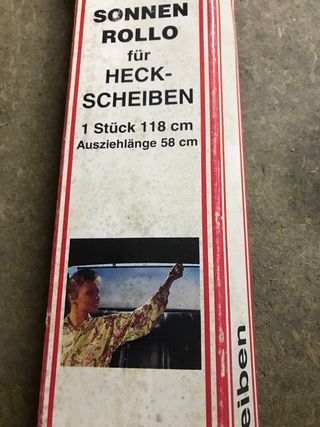 SONNEN
ROLLO
für
HECK-
SCHEIBEN
1 Stück 118 cm
Ausziehlänge 58 cm
eiben